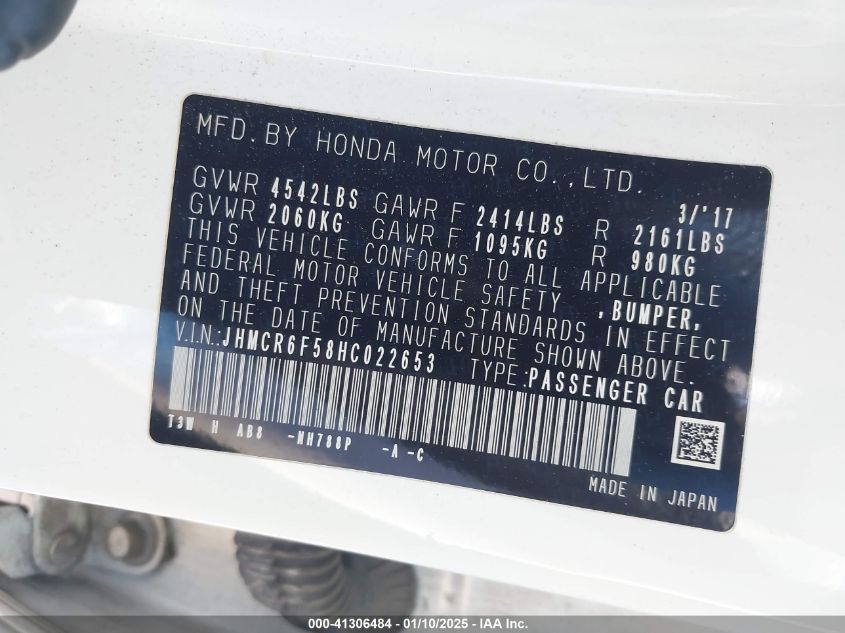 MFD. BY HONDA MOTOR CO., LTD.
3/'17
GVWR 4542LBS GAWR F 2414LBS R 2161LBS
GVWR 2060KG GAWR F 1095KG R 980KG
THIS VEHICLE CONFORMS TO ALL APPLICABLE
FEDERAL MOTOR VEHICLE SAFETY , BUMPER,
AND THEFT PREVENTION STANDARDS IN EFFECT
ON THE DATE OF MANUFACTURE SHOWN ABOVE.
V.IN.: JHMCR6F58HC022653 TYPE: PASSENGER CAR
T3W H AB8 -NH788P -A -C
MADE IN JAPAN
000-41306484 - 01/10/2025 - IAA Inc.